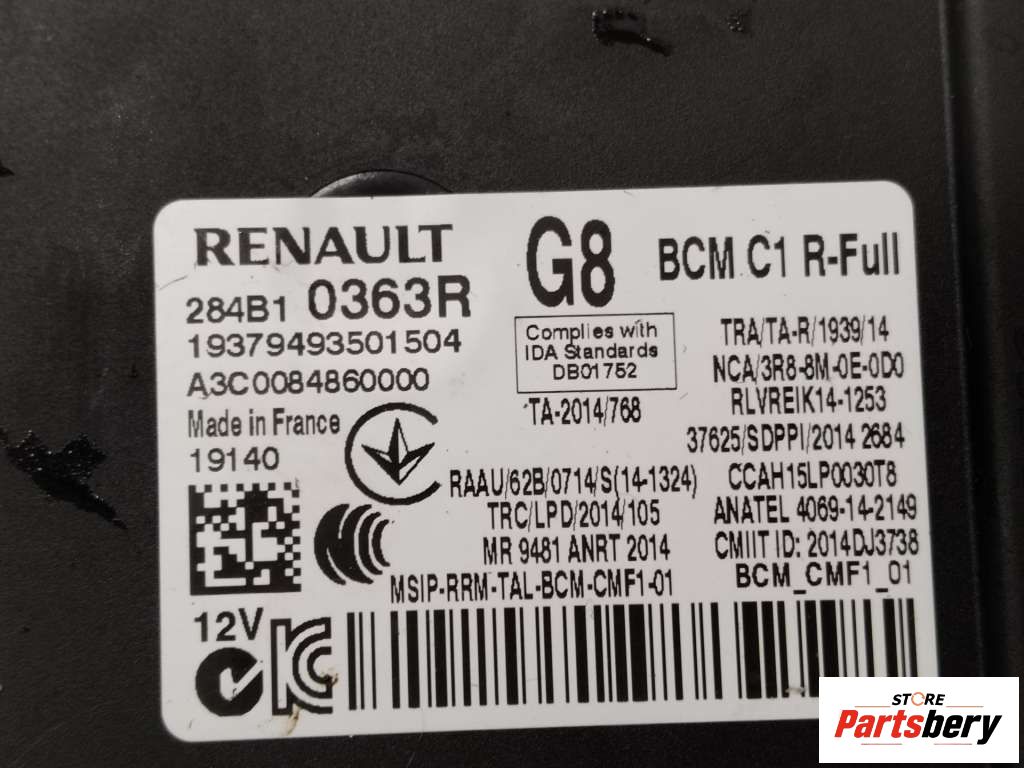 RENAULT
284B1 0363R
19379493501504
A3C0084860000
Made in France
19140
12V
G8
BCM C1 R-Full
Complies with
IDA Standards
DB01752
TA-2014/768
TRA/TA-R/1939/14
NCA/3R8-8M-0E-0D0
RLVREIK14-1253
37625/SDPPI/2014 2684
RAAU/62B/0714/S(14-1324)
CCAH15LP0030T8
TRC/LPD/2014/105
ANATEL 4069-14-2149
MR 9481 ANRT 2014
CMIIT ID: 2014DJ3738
MSIP-RRM-TAL-BCM-CMF1-01
BCM_CMF1_01
STORE
Partsbery